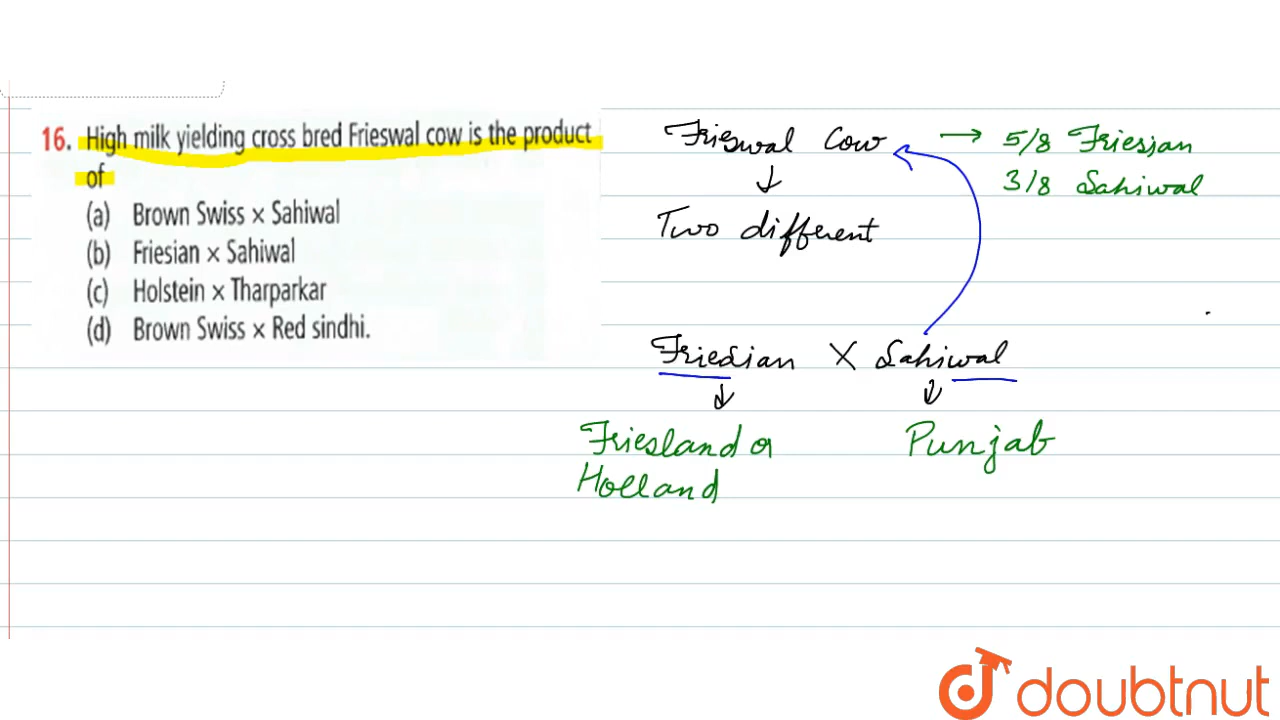 16. High milk yielding cross bred Frieswal cow is the product
of
(a) Brown Swiss × Sahiwal
(b) Friesian × Sahiwal
(c) Holstein × Tharparkar
(d) Brown Swiss × Red sindhi.
Frieswal Cow → 5/8 Friesian
3/8 Sahiwal
↓
Two different
Friesian X Sahiwal
↓ ↓
Friesland or Punjab
Holland
doubtnut